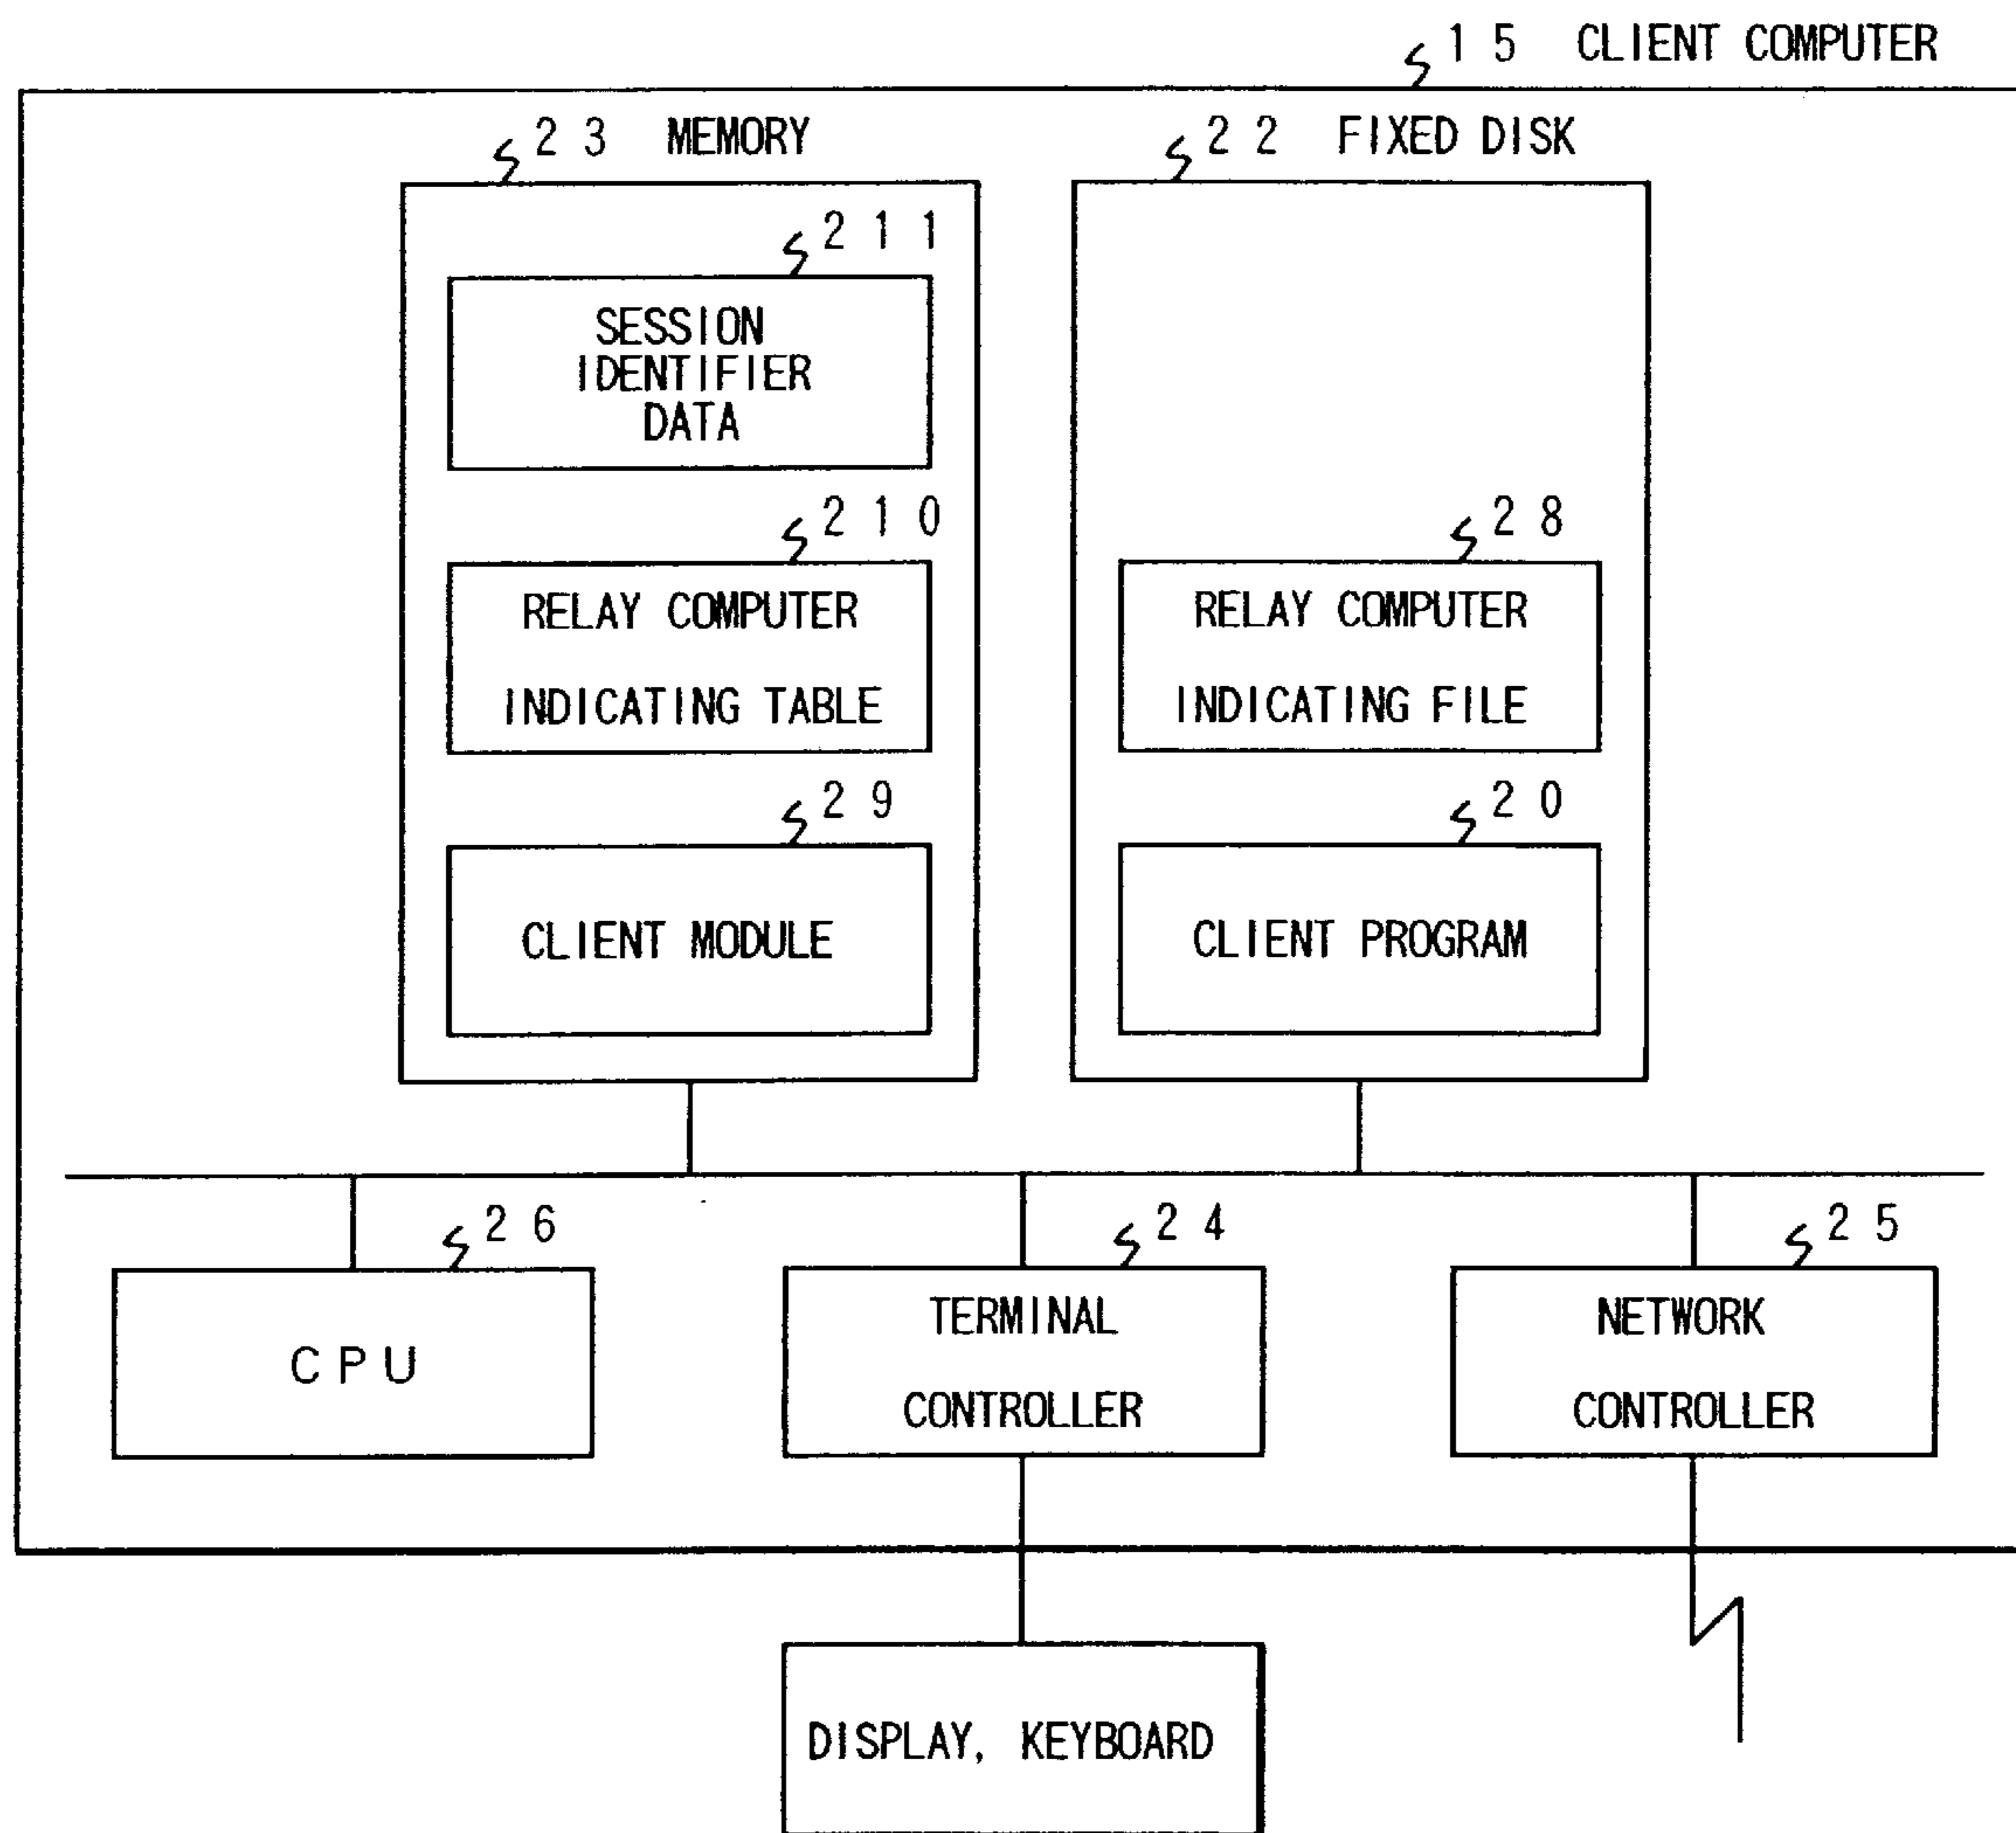 15 CLIENT COMPUTER
23 MEMORY
22 FIXED DISK
211
SESSION
IDENTIFIER
DATA
210
RELAY COMPUTER
INDICATING TABLE
28
RELAY COMPUTER
INDICATING FILE
29
CLIENT MODULE
20
CLIENT PROGRAM
26
CPU
24
TERMINAL
CONTROLLER
25
NETWORK
CONTROLLER
DISPLAY, KEYBOARD